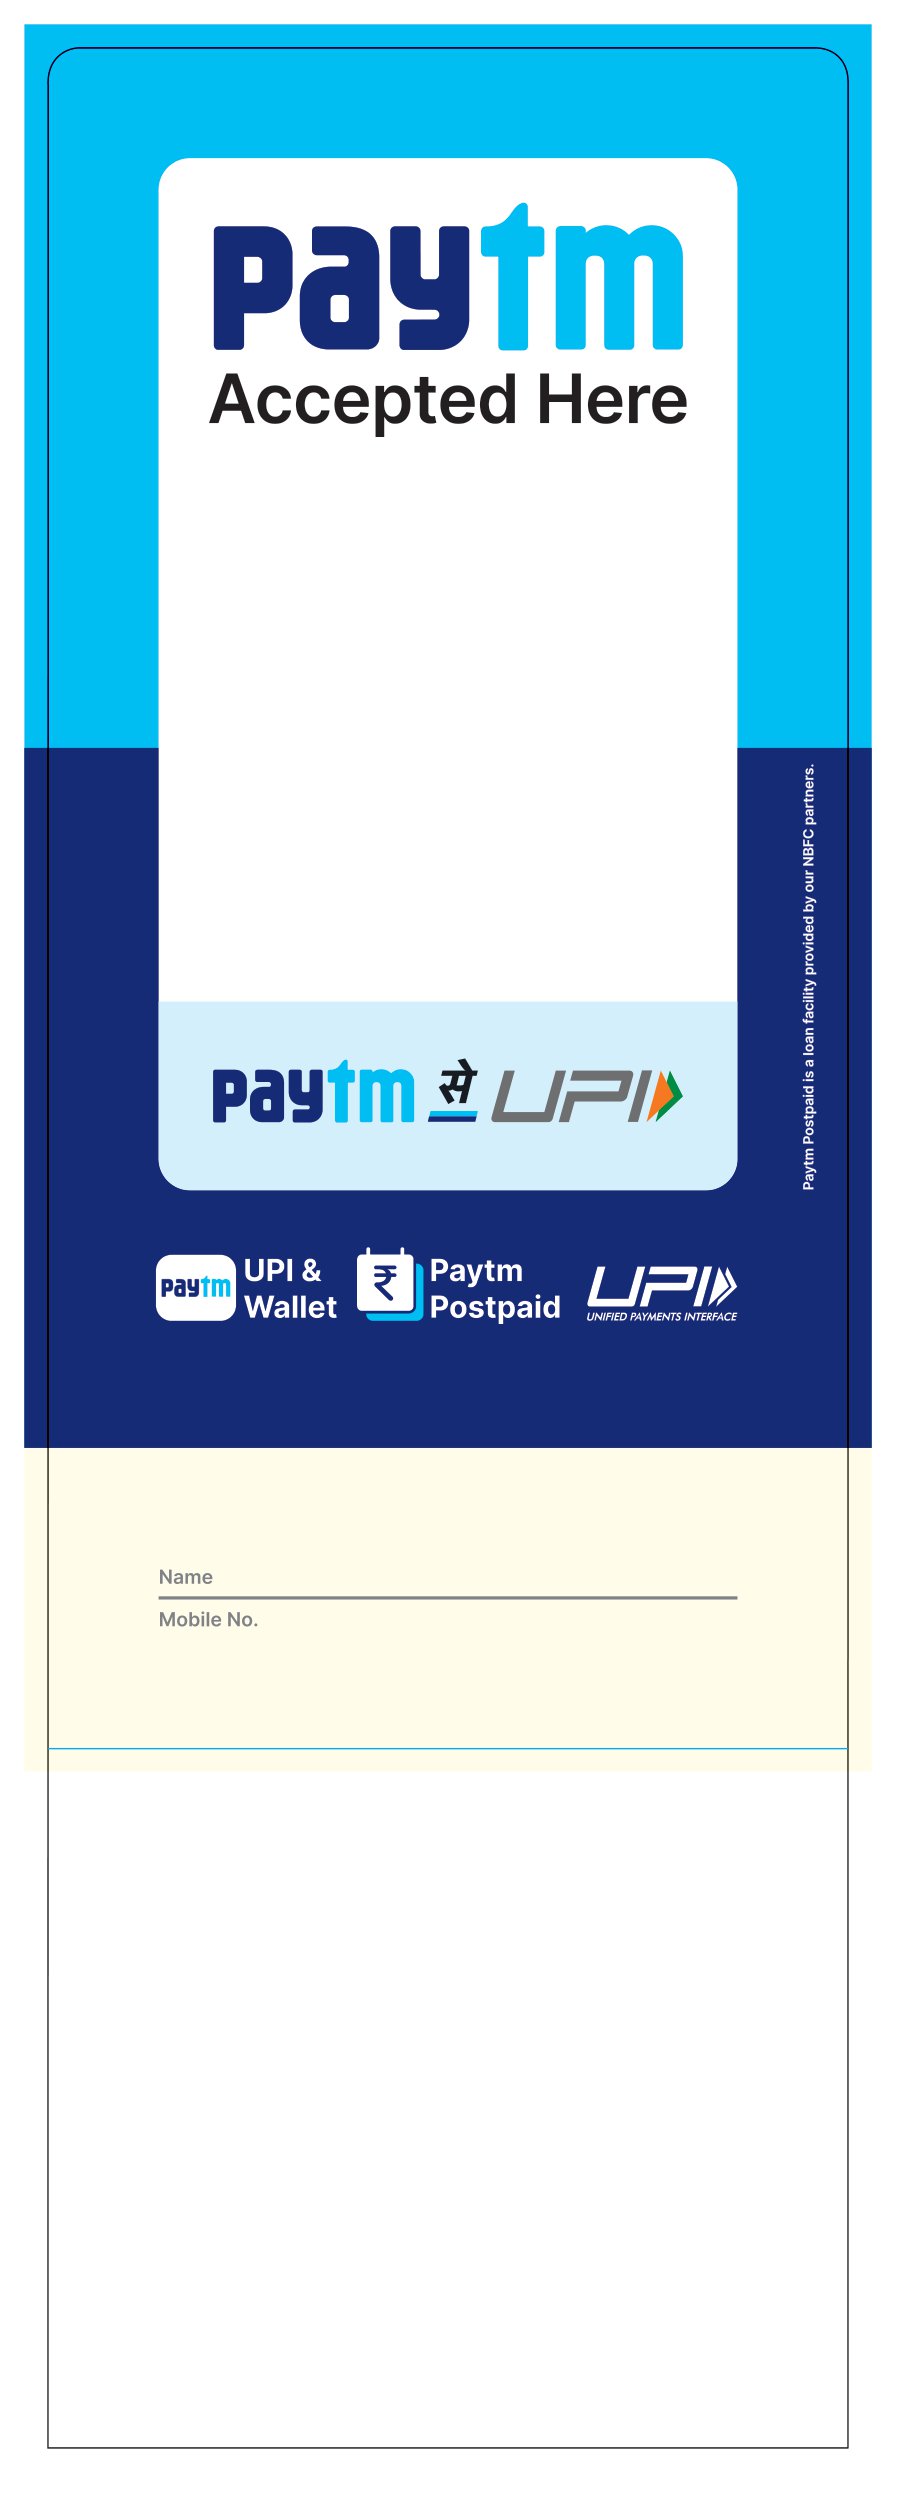 paytm
Accepted Here
paytm से UPI
paytm
UPI &
Wallet
₹
Paytm
Postpaid
UPI
UNIFIED PAYMENTS INTERFACE
Paytm Postpaid is a loan facility provided by our NBFC partners.
Name
Mobile No.